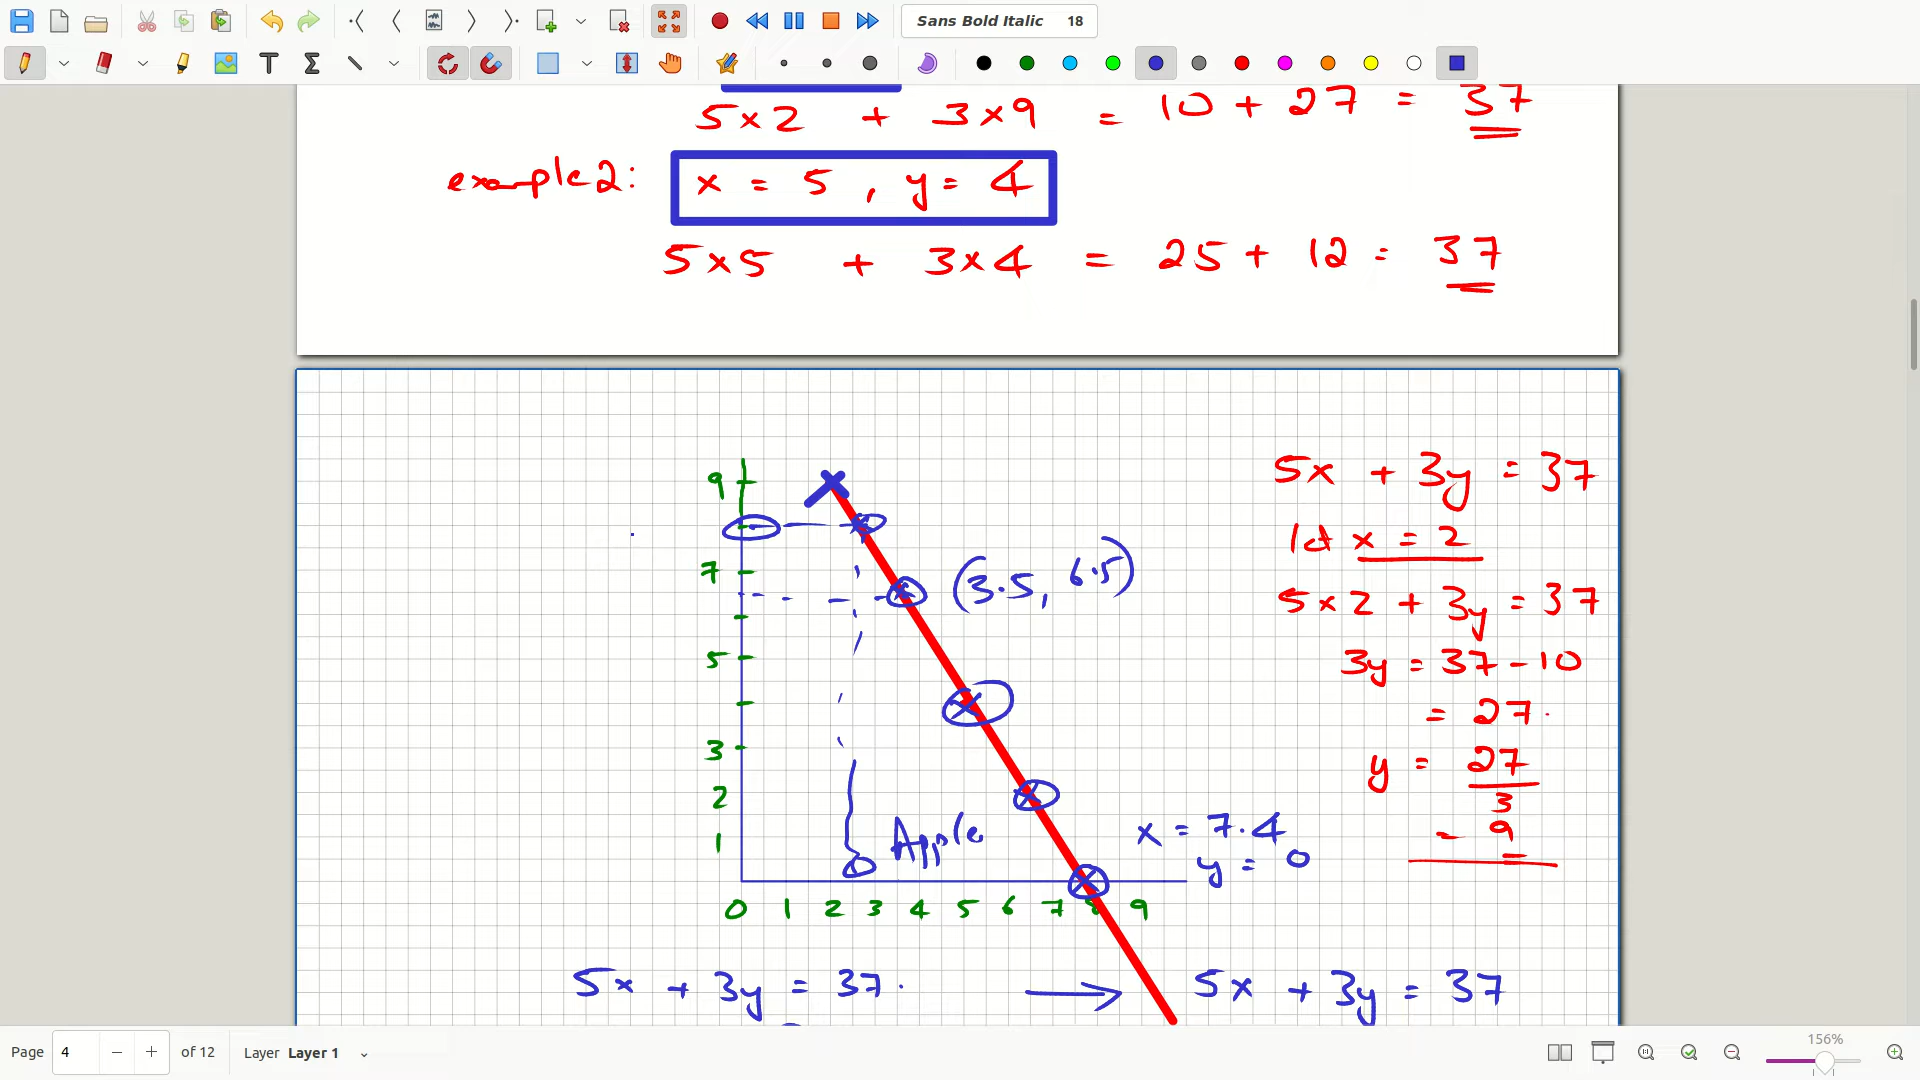 Sans Bold Italic 18
5 x 2 + 3 x 9 = 10 + 27 = 37
example 2: x = 5 , y = 4
5 x 5 + 3 x 4 = 25 + 12 = 37
5x + 3y = 37
let x = 2
5 x 2 + 3y = 37
3y = 37 - 10
= 27
y = 27
3
= 9
9
7
5
3
2
1
(3.5, 6.5)
Apple
x = 7.4
y = 0
0 1 2 3 4 5 6 7 8 9
5x + 3y = 37. → 5x + 3y = 37
Page 4 of 12 Layer Layer 1
156%